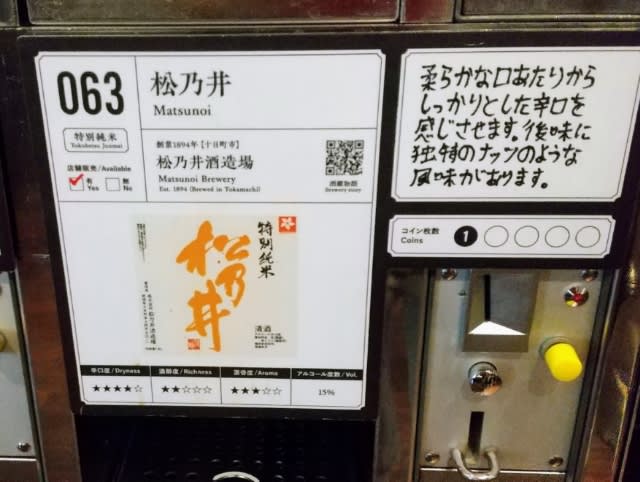 063
松乃井
Matsunoi
特別純米
Tokubetsu Junmai
店舗販売/Available
有 Yes
無 No
創業1894年【十日町市】
松乃井酒造場
Matsunoi Brewery
Est. 1894 (Brewed in Tokamachi)
酒蔵物語
Brewery story
特別純米
松乃井
清酒
松乃井酒造場
辛口度/Dryness
★★★★☆
濃醇度/Richness
★★☆☆☆
★★★☆☆
アルコール度数/Vol.
15%
柔らかな口あたりから
しっかりとした辛口を
感じさせます。後味に
独特のナッツのような
風味があります。
コイン枚数
Coins
1